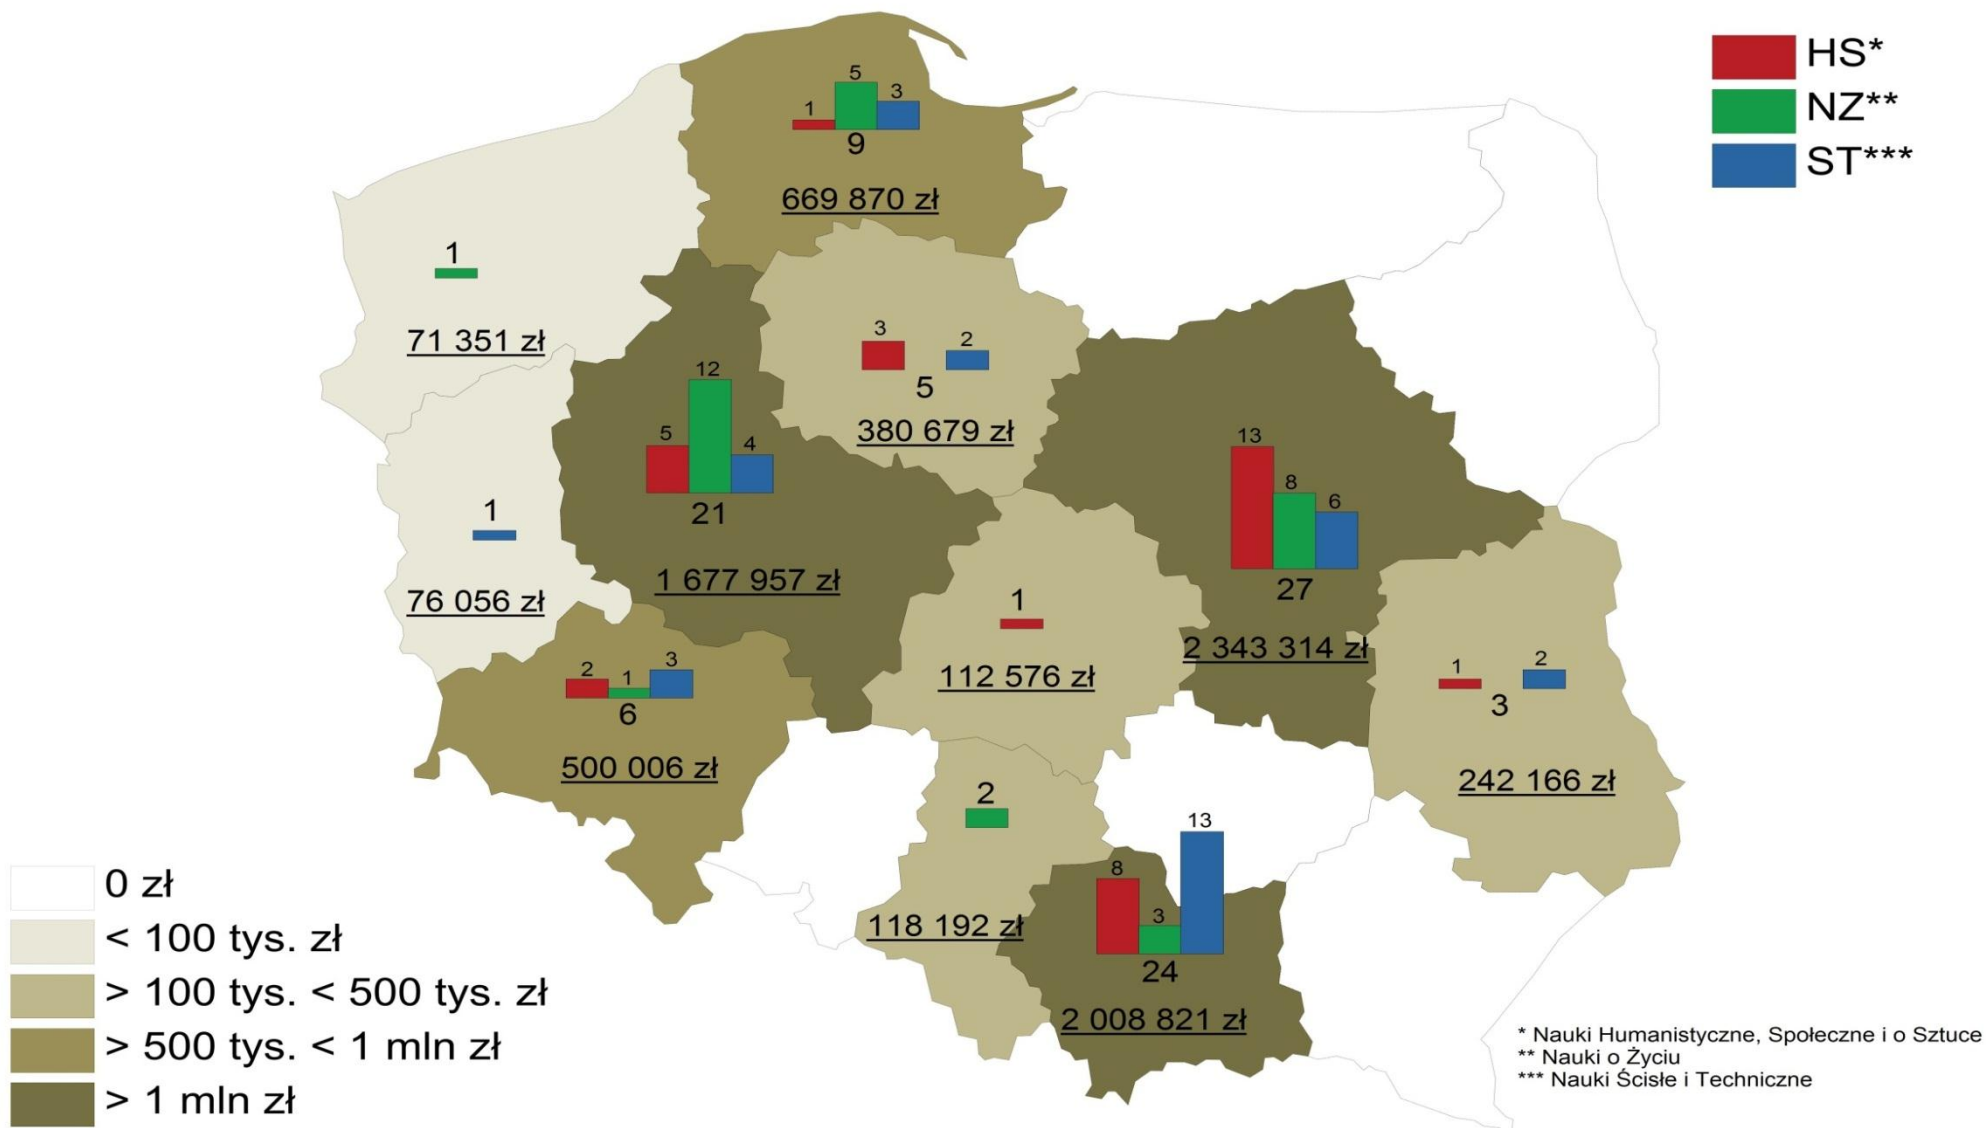 HS*
NZ**
ST***
1 5 3
9
669 870 zł
1
71 351 zł
3 2
5
380 679 zł
5 12 4
21
1 677 957 zł
13 8 6
27
2 343 314 zł
1
76 056 zł
1
112 576 zł
2 1 3
6
500 006 zł
1 2
3
242 166 zł
2
118 192 zł
8 3 13
24
2 008 821 zł
0 zł
< 100 tys. zł
> 100 tys. < 500 tys. zł
> 500 tys. < 1 mln zł
> 1 mln zł
* Nauki Humanistyczne, Społeczne i o Sztuce
** Nauki o Życiu
*** Nauki Ścisłe i Techniczne